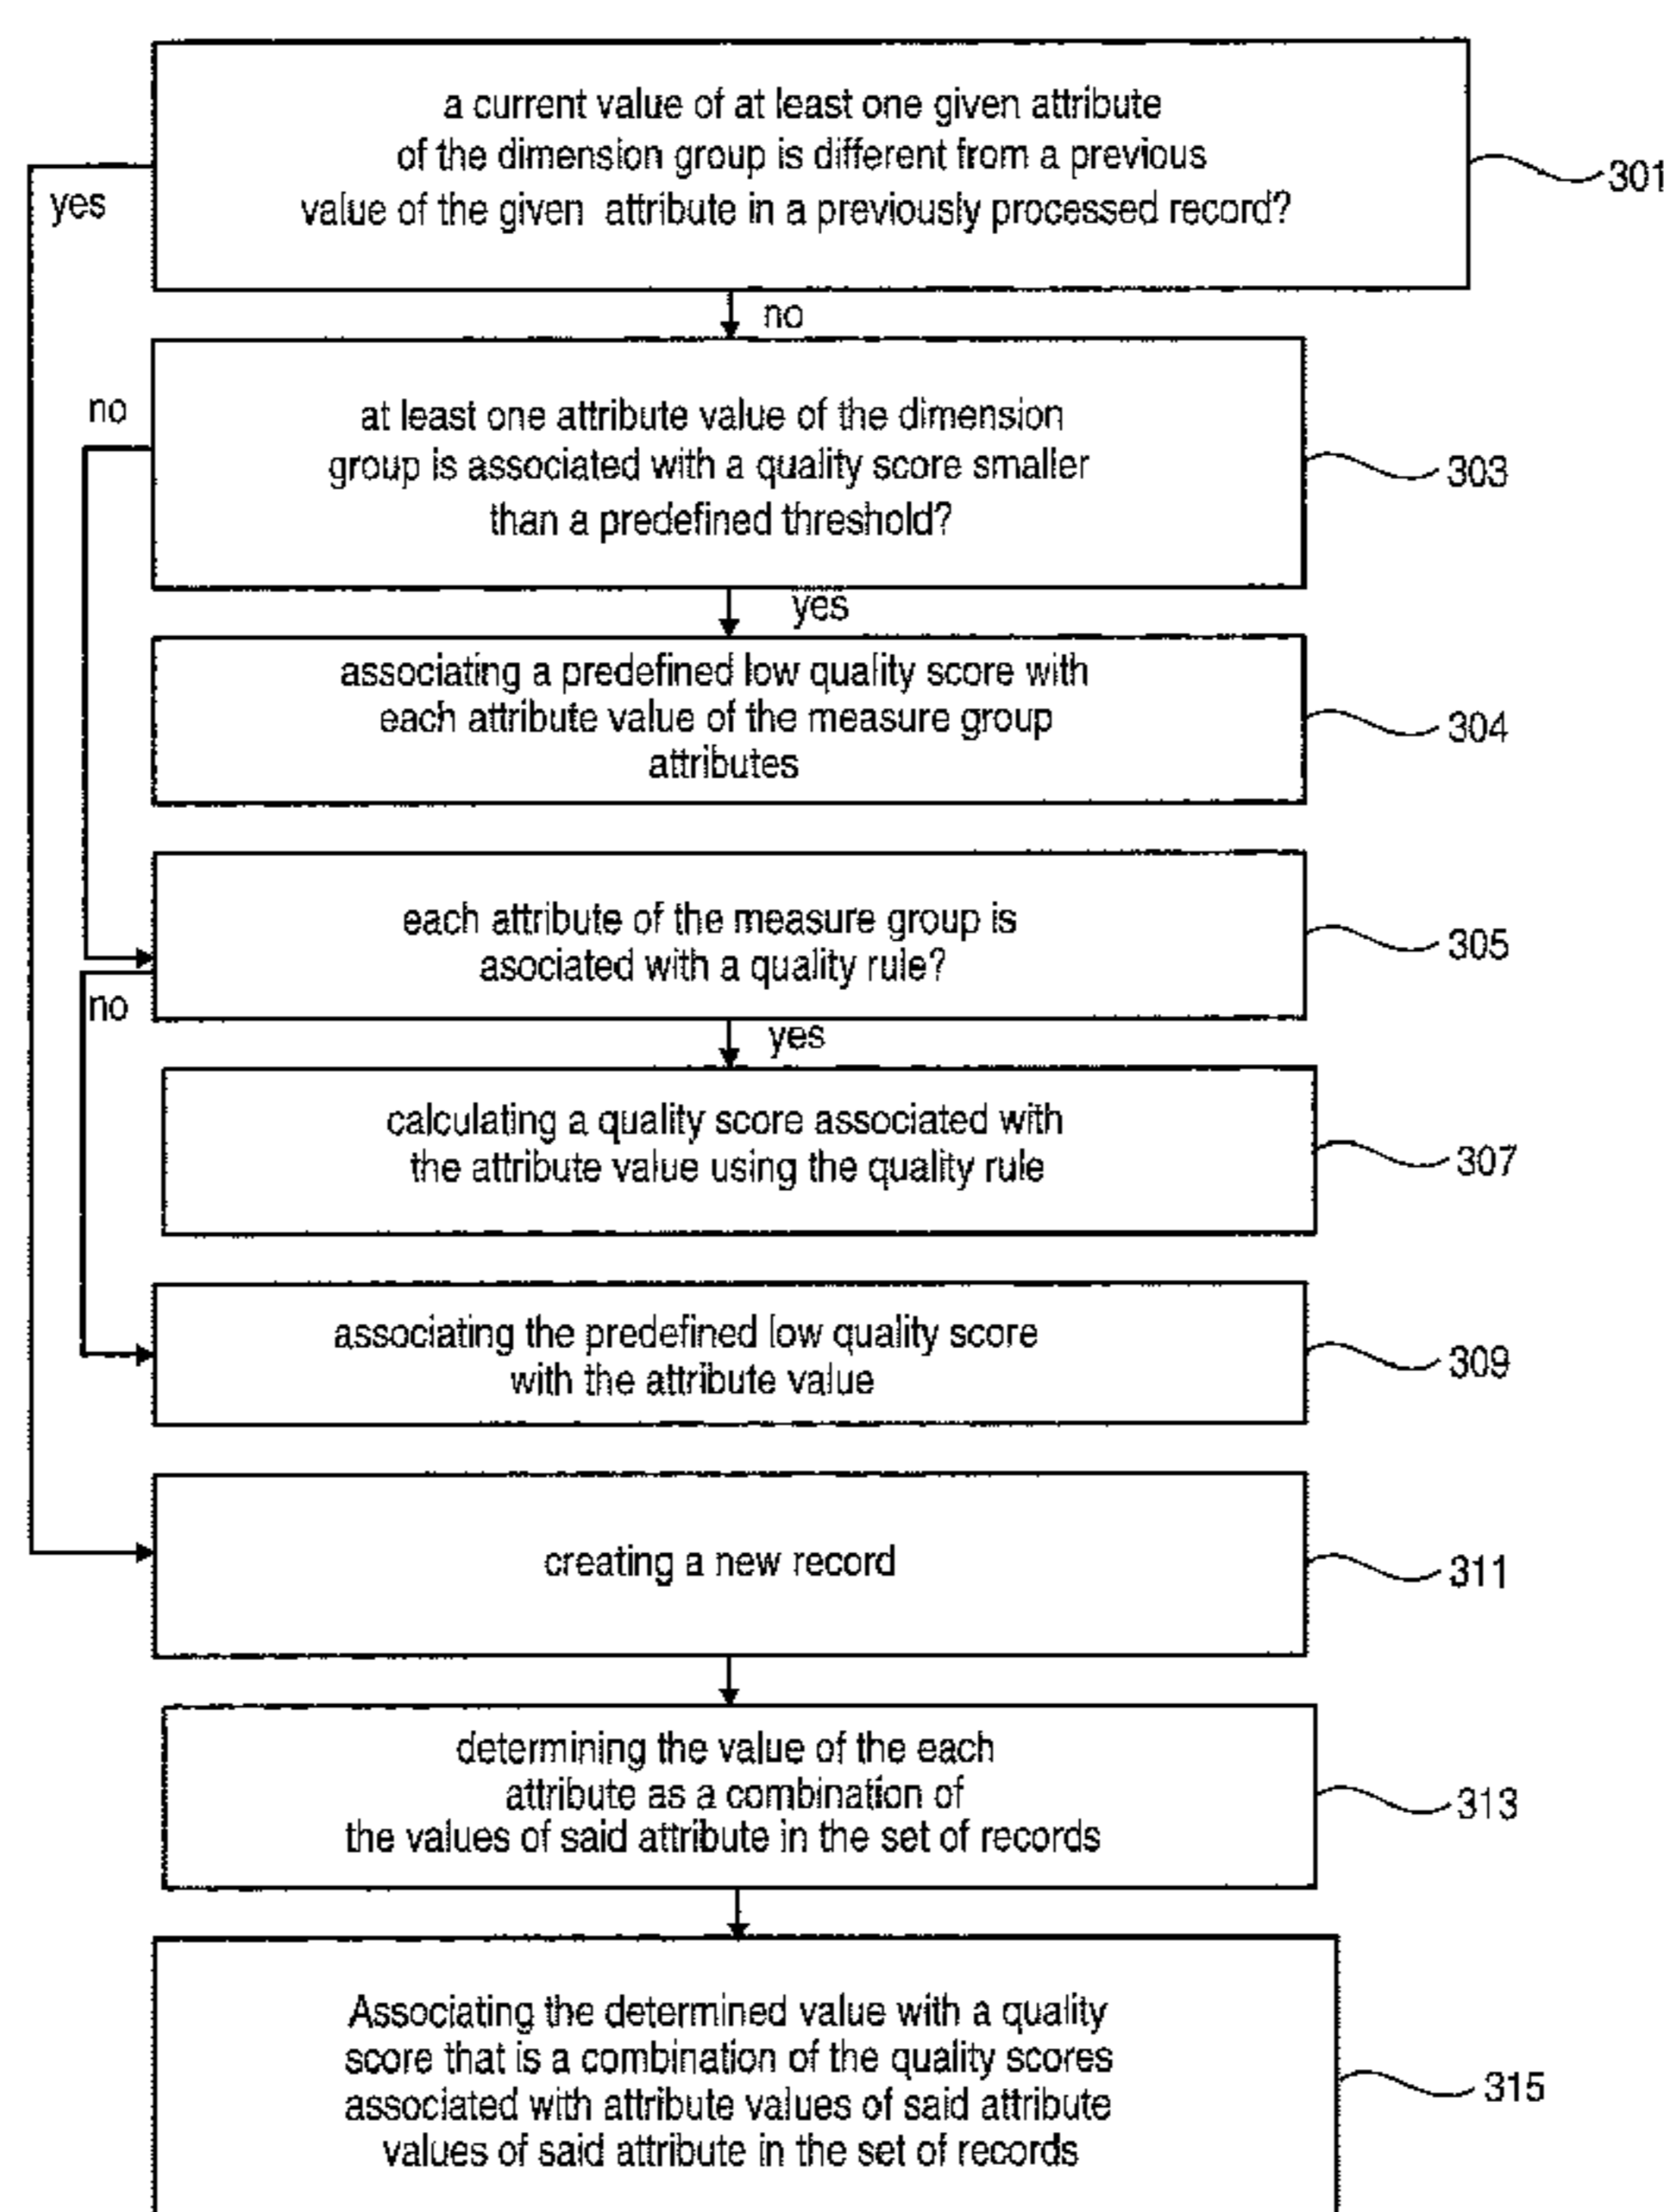 a current value of at least one given attribute
of the dimension group is different from a previous
value of the given attribute in a previously processed record?
301
yes
no
no
at least one attribute value of the dimension
group is associated with a quality score smaller
than a predefined threshold?
303
yes
associating a predefined low quality score with
each attribute value of the measure group
attributes
304
each attribute of the measure group is
asociated with a quality rule?
305
no
yes
calculating a quality score associated with
the attribute value using the quality rule
307
associating the predefined low quality score
with the attribute value
309
creating a new record
311
determining the value of the each
attribute as a combination of
the values of said attribute in the set of records
313
Associating the determined value with a quality
score that is a combination of the quality scores
associated with attribute values of said attribute
values of said attribute in the set of records
315